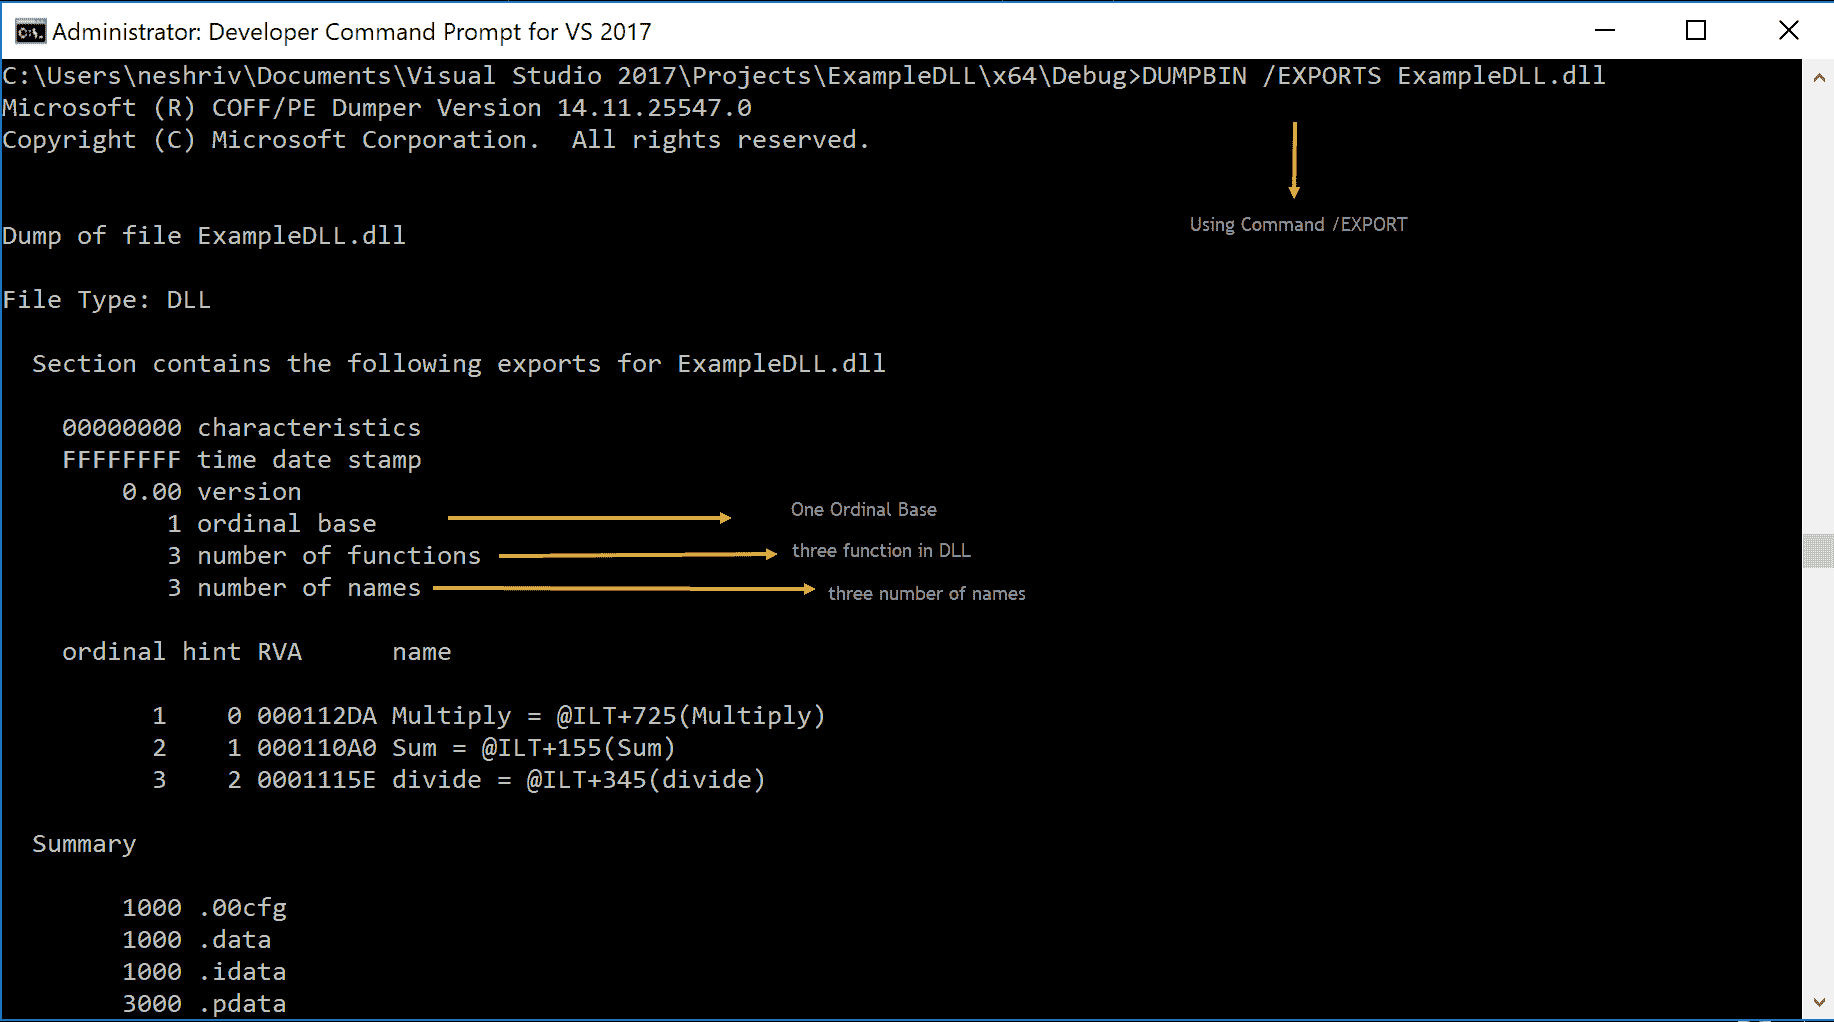 Administrator: Developer Command Prompt for VS 2017
C:\Users\neshriv\Documents\Visual Studio 2017\Projects\ExampleDLL\x64\Debug>DUMPBIN /EXPORTS ExampleDLL.dll
Microsoft (R) COFF/PE Dumper Version 14.11.25547.0
Copyright (C) Microsoft Corporation.  All rights reserved.
Using Command /EXPORT
Dump of file ExampleDLL.dll
File Type: DLL
Section contains the following exports for ExampleDLL.dll
00000000 characteristics
FFFFFFFF time date stamp
0.00 version
1 ordinal base One Ordinal Base
3 number of functions three function in DLL
3 number of names three number of names
ordinal hint RVA      name
1    0 000112DA Multiply = @ILT+725(Multiply)
2    1 000110A0 Sum = @ILT+155(Sum)
3    2 0001115E divide = @ILT+345(divide)
Summary
1000 .00cfg
1000 .data
1000 .idata
3000 .pdata